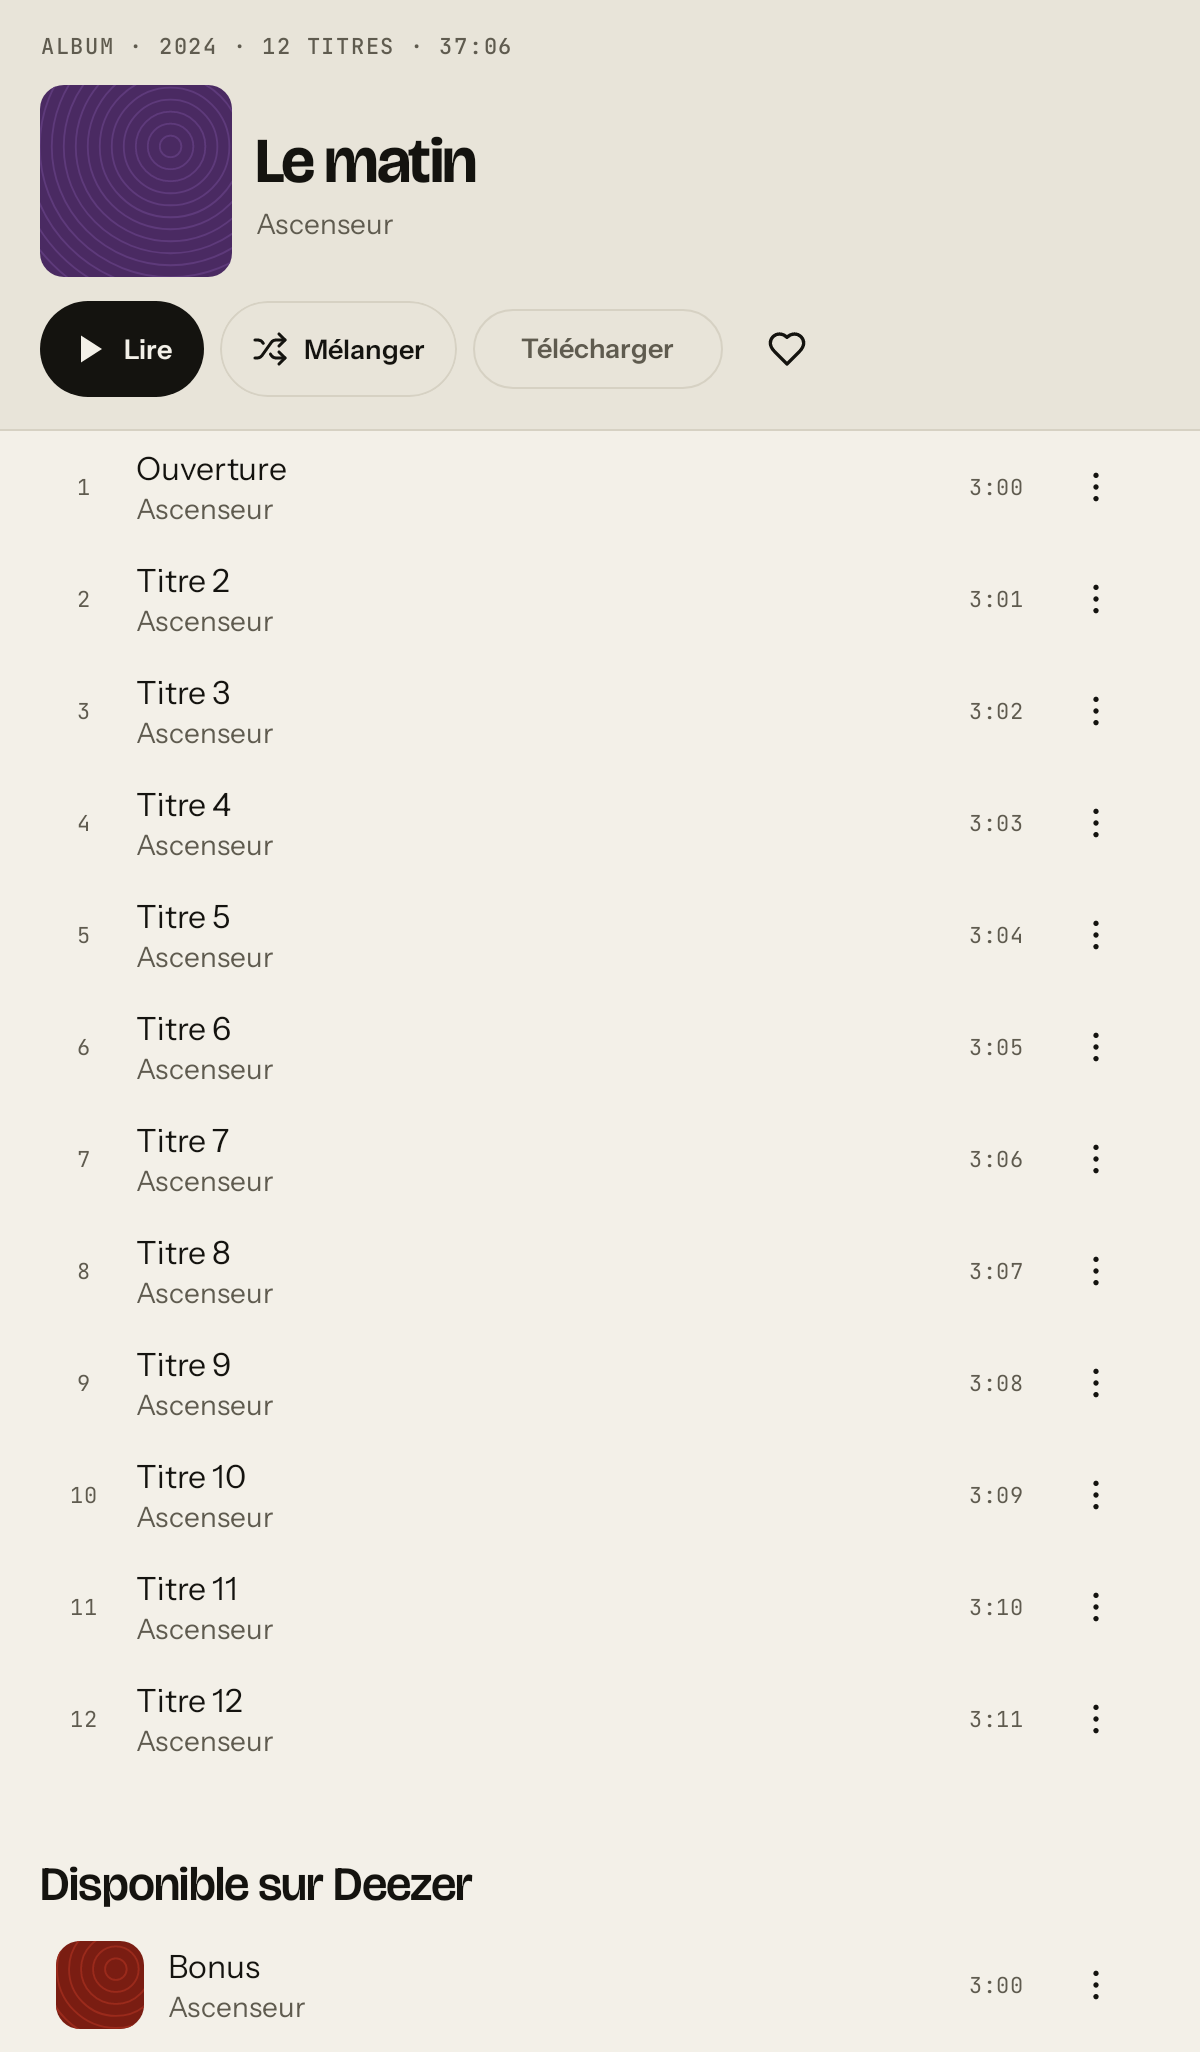 ALBUM · 2024 · 12 TITRES · 37:06
Le matin
Ascenseur
Lire
Mélanger
Télécharger
1 Ouverture 3:00
Ascenseur
2 Titre 2 3:01
Ascenseur
3 Titre 3 3:02
Ascenseur
4 Titre 4 3:03
Ascenseur
5 Titre 5 3:04
Ascenseur
6 Titre 6 3:05
Ascenseur
7 Titre 7 3:06
Ascenseur
8 Titre 8 3:07
Ascenseur
9 Titre 9 3:08
Ascenseur
10 Titre 10 3:09
Ascenseur
11 Titre 11 3:10
Ascenseur
12 Titre 12 3:11
Ascenseur
Disponible sur Deezer
Bonus 3:00
Ascenseur